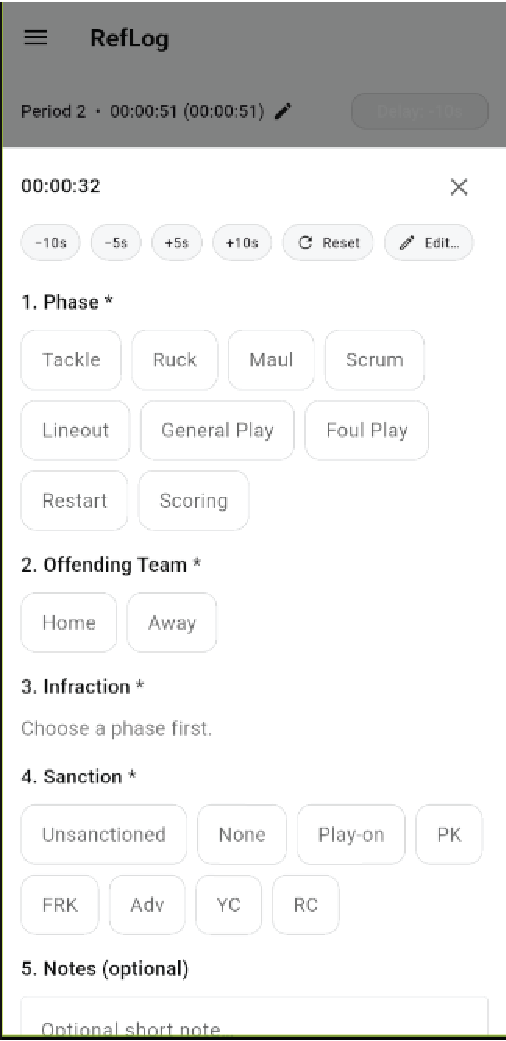 RefLog
Period 2 • 00:00:51 (00:00:51)
Delay: -10s
00:00:32
-10s -5s +5s +10s Reset Edit...
1. Phase *
Tackle Ruck Maul Scrum
Lineout General Play Foul Play
Restart Scoring
2. Offending Team *
Home Away
3. Infraction *
Choose a phase first.
4. Sanction *
Unsanctioned None Play-on PK
FRK Adv YC RC
5. Notes (optional)
Optional short note...